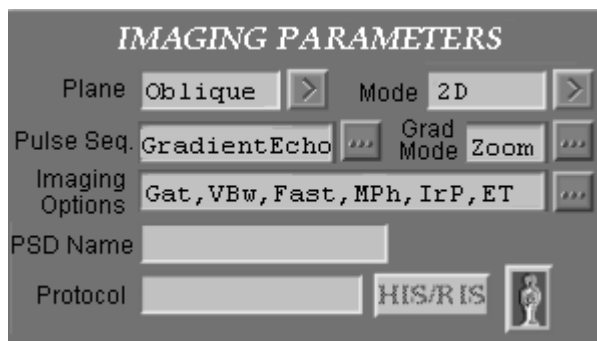 IMAGING PARAMETERS
Plane Oblique > Mode 2D >
Pulse Seq. GradientEcho ... Grad Mode Zoom ...
Imaging Options Gat,VBw,Fast,MPh,IrP,ET ...
PSD Name
Protocol HIS/RIS